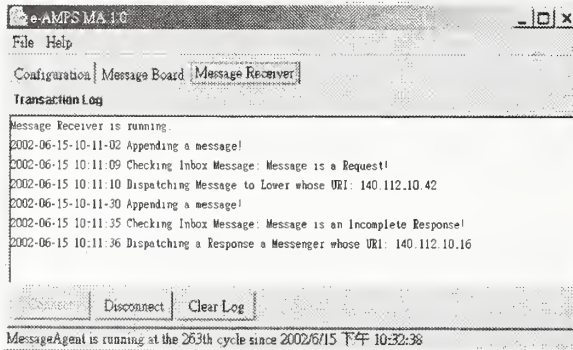 e-AMPS MA 1.0
File Help
Configuration Message Board Message Receiver
Transaction Log
Message Receiver is running.
2002-06-15-10-11-02 Appending a message!
2002-06-15 10:11:09 Checking Inbox Message: Message is a Request!
2002-06-15 10:11:10 Dispatching Message to Lower whose URI: 140.112.10.42
2002-06-15-10-11-30 Appending a message!
2002-06-15 10:11:35 Checking Inbox Message: Message is an Incomplete Response!
2002-06-15 10:11:36 Dispatching a Response a Messenger whose URI: 140.112.10.16
Connect Disconnect Clear Log
MessageAgent is running at the 263th cycle since 2002/6/15 下午 10:32:38